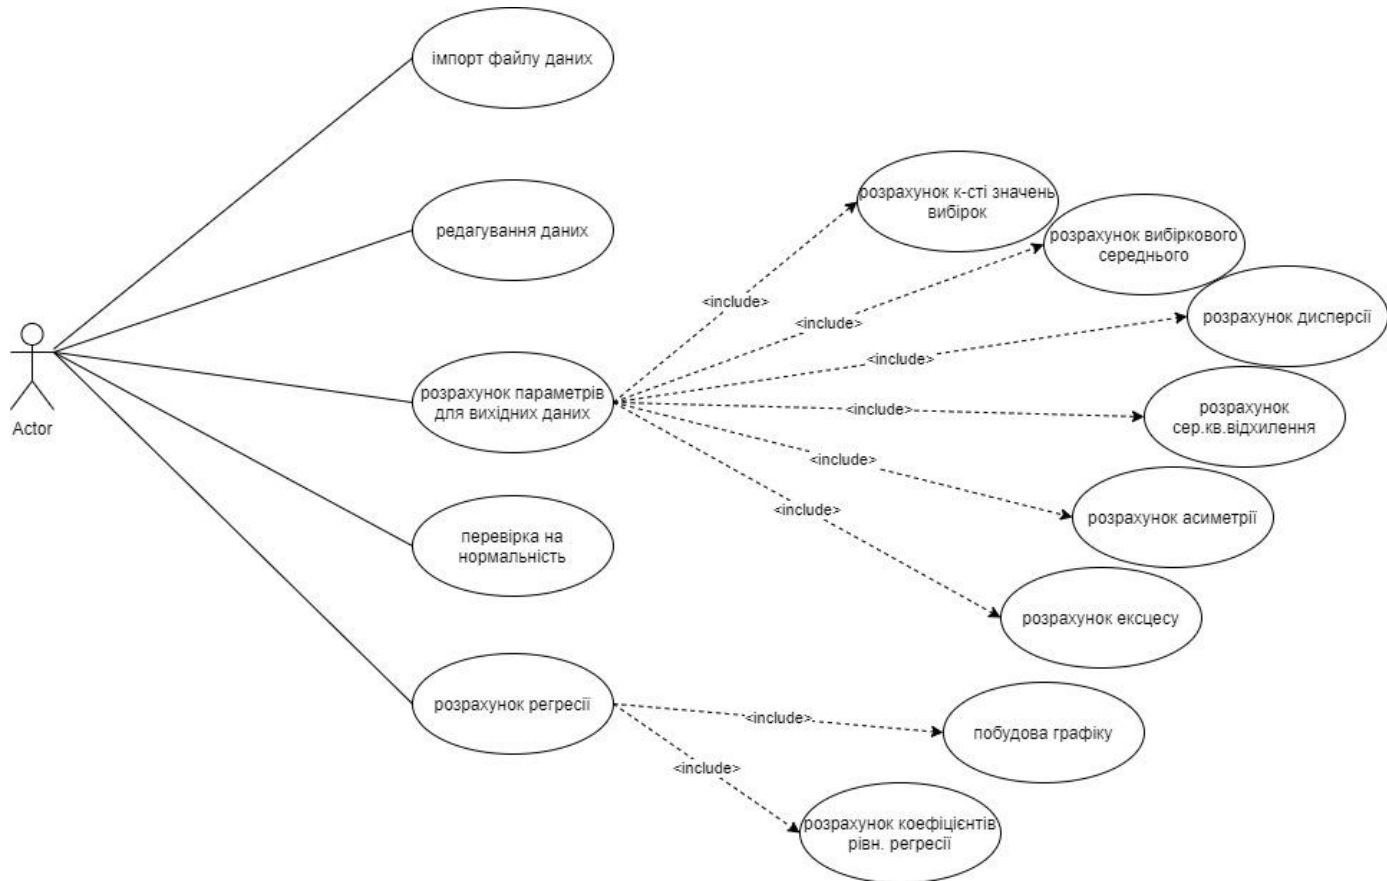 імпорт файлу даних
редагування даних
Actor
розрахунок параметрів
для вихідних даних
перевірка на
нормальність
розрахунок регресії
розрахунок к-сті значень
вибірок
розрахунок вибіркового
середнього
розрахунок дисперсії
розрахунок
сер.кв.відхилення
розрахунок асиметрії
розрахунок ексцесу
побудова графіку
розрахунок коефіцієнтів
рівн. регресії
<include>
<include>
<include>
<include>
<include>
<include>
<include>
<include>